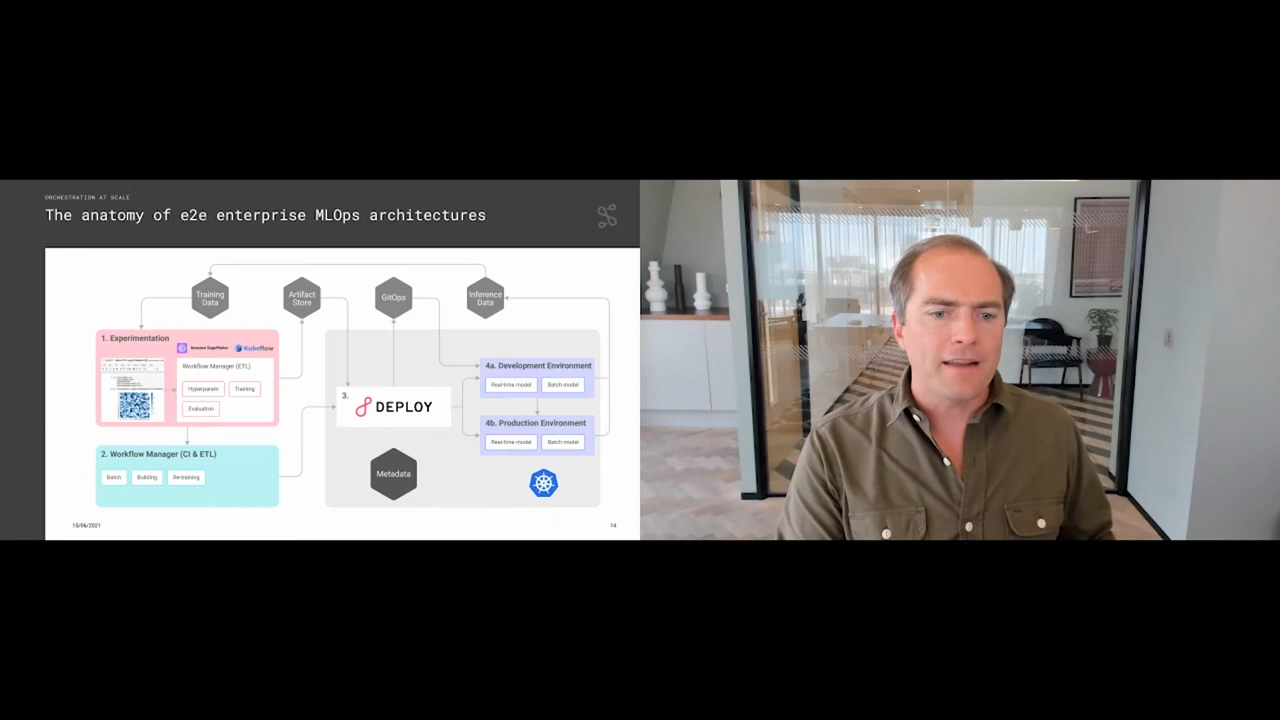 ORCHESTRATION AT SCALE
The anatomy of e2e enterprise MLOps architectures
Training
Data
Artifact
Store
GitOps
Inference
Data
1. Experimentation
Amazon SageMaker
Kubeflow
Workflow Manager (ETL)
Hyperparam
Training
Evaluation
2. Workflow Manager (CI & ETL)
Batch
Building
Re-training
3.
DEPLOY
Metadata
4a. Development Environment
Real-time model
Batch model
4b. Production Environment
Real-time model
Batch model
15/06/2021
14